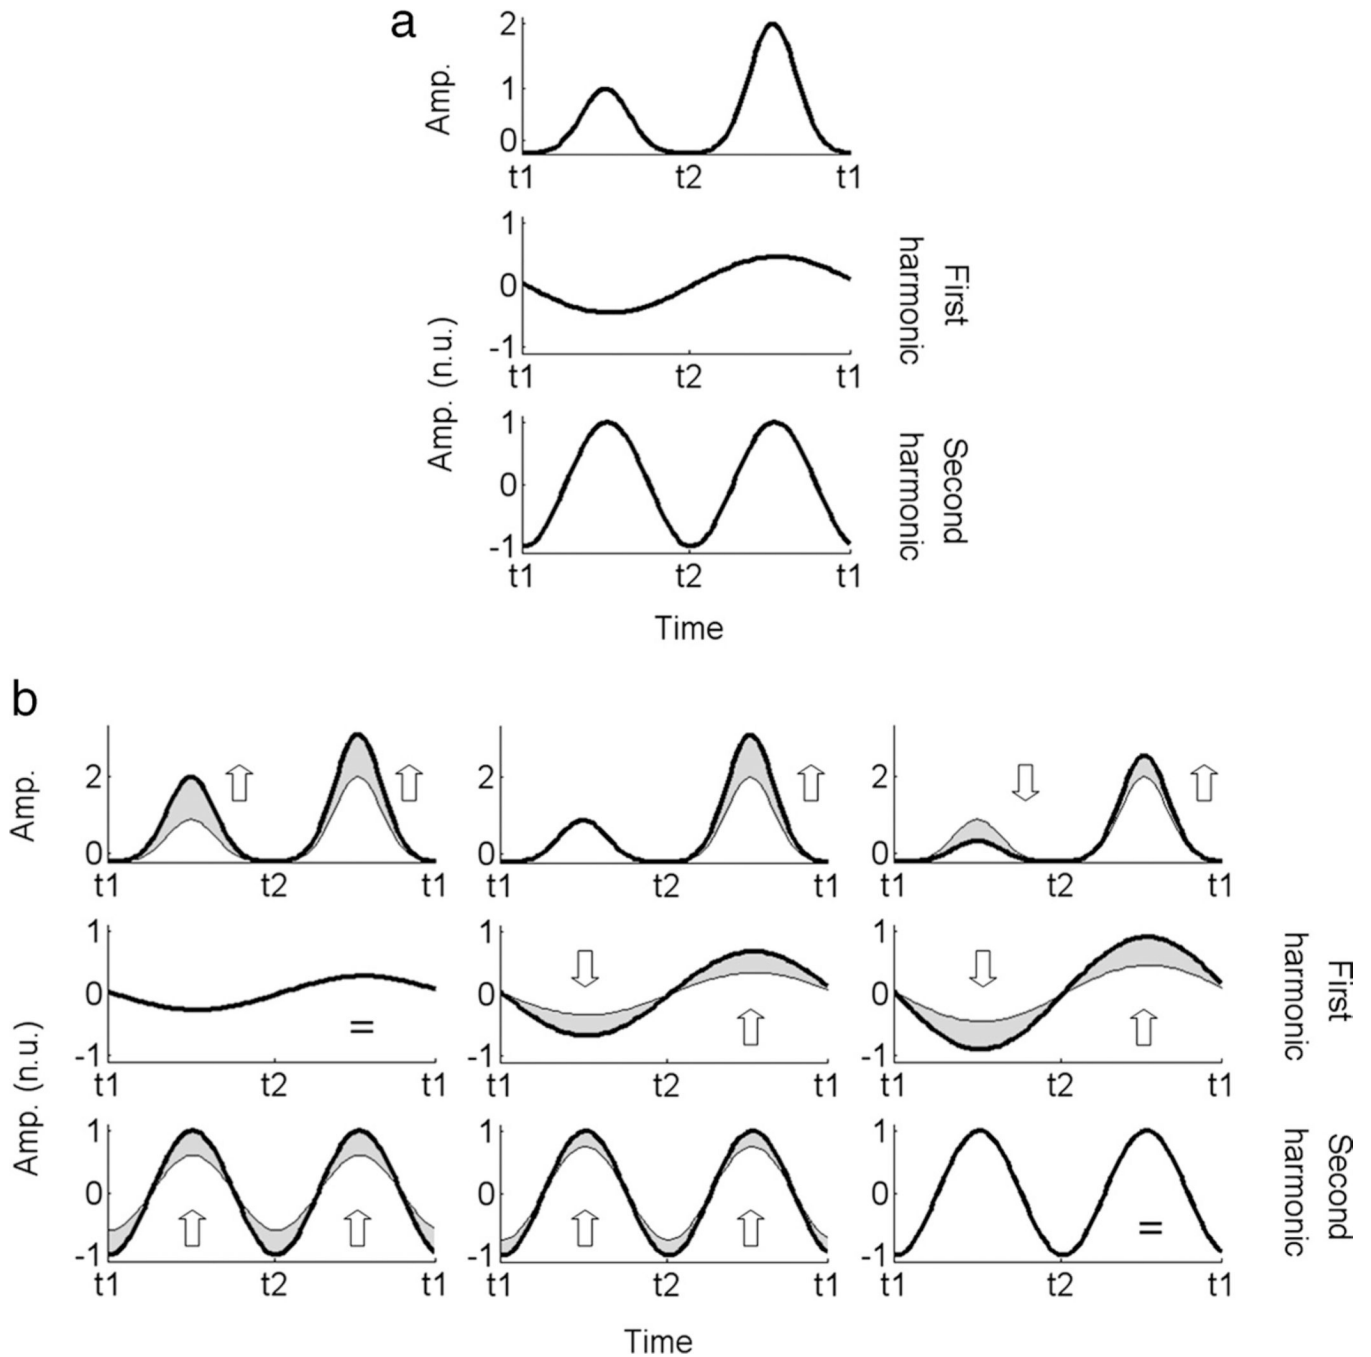 a
Amp.
2
1
0
t1 t2 t1
Amp. (n.u.)
1
0
-1
t1 t2 t1
First
harmonic
1
0
-1
t1 t2 t1
Second
harmonic
Time
b
Amp.
2
0
t1 t2 t1
2
0
t1 t2 t1
2
0
t1 t2 t1
Amp. (n.u.)
1
0
-1
=
t1 t2 t1
1
0
-1
t1 t2 t1
1
0
-1
t1 t2 t1
First
harmonic
1
0
-1
t1 t2 t1
1
0
-1
t1 t2 t1
1
0
-1
=
t1 t2 t1
Second
harmonic
Time